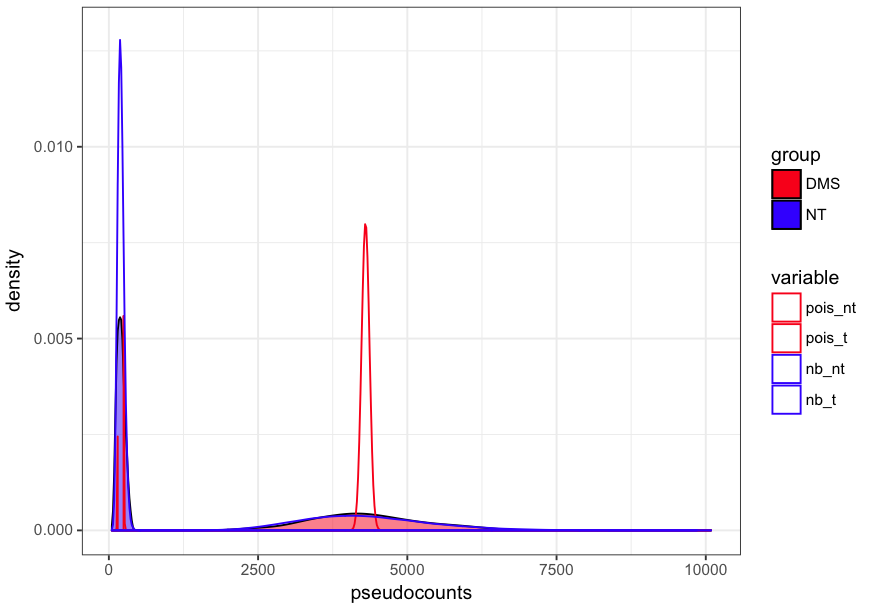 density
0.010
0.005
0.000
0
2500
5000
7500
10000
pseudocounts
group
DMS
NT
variable
pois_nt
pois_t
nb_nt
nb_t